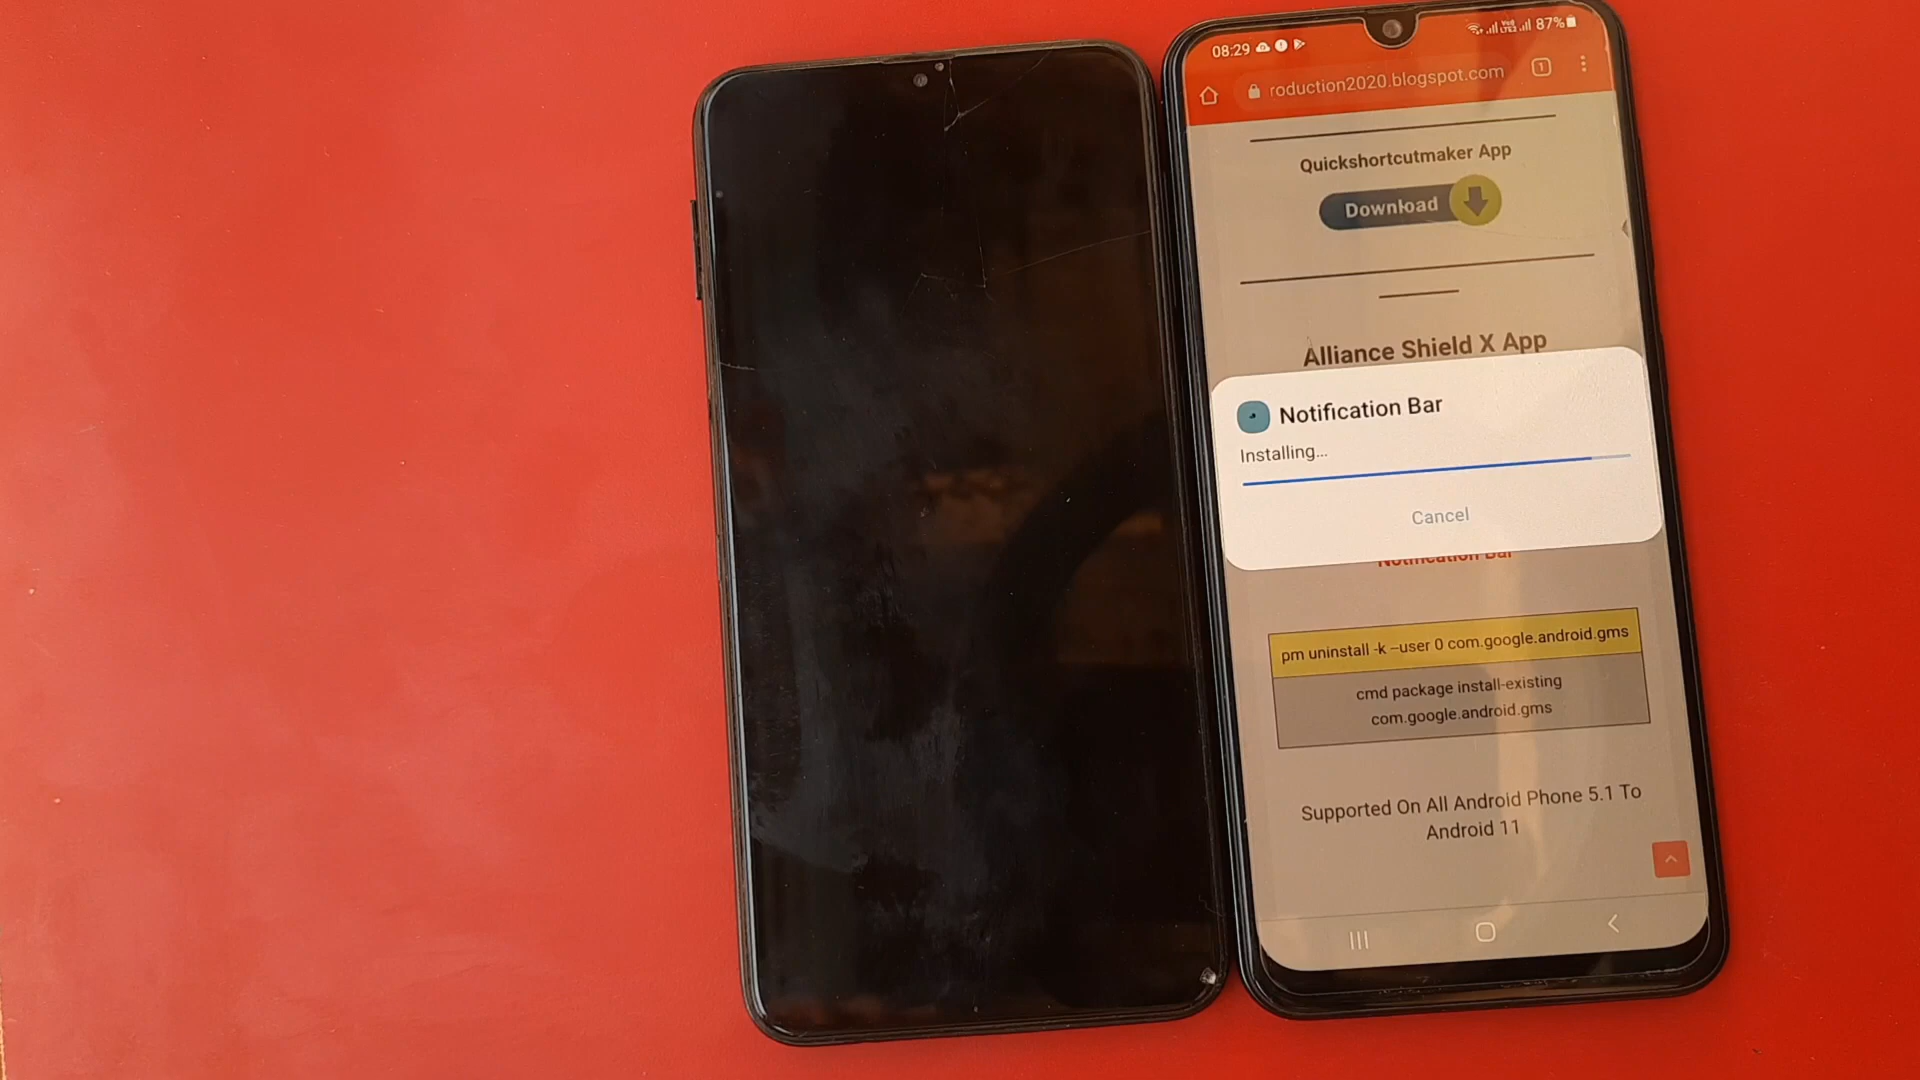 08:29
87%
roduction2020.blogspot.com
1
Quickshortcutmaker App
Download
Alliance Shield X App
Notification Bar
Installing...
Cancel
Notification Bar
pm uninstall -k --user 0 com.google.android.gms
cmd package install-existing
com.google.android.gms
Supported On All Android Phone 5.1 To
Android 11